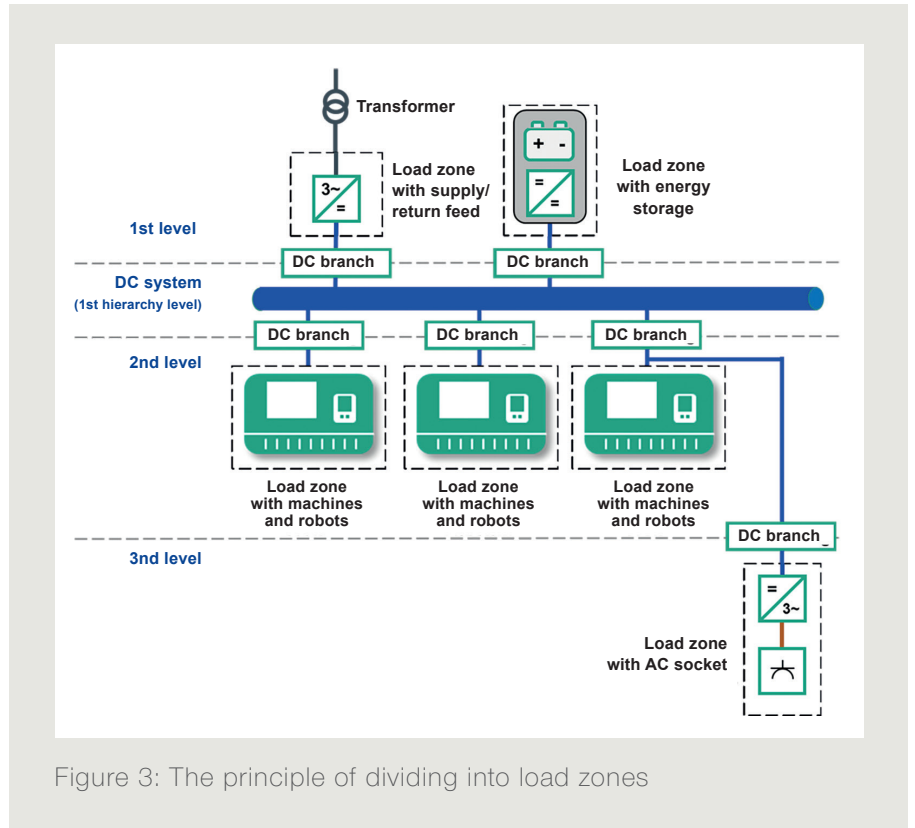 Transformer
Load zone
with supply/
return feed
3~
=
+ -
=
=
Load zone
with energy
storage
1st level
DC branch
DC branch
DC system
(1st hierarchy level)
DC branch
DC branch
DC branch
2nd level
Load zone
with machines
and robots
Load zone
with machines
and robots
Load zone
with machines
and robots
3nd level
DC branch
=
3~
Load zone
with AC socket
Figure 3: The principle of dividing into load zones